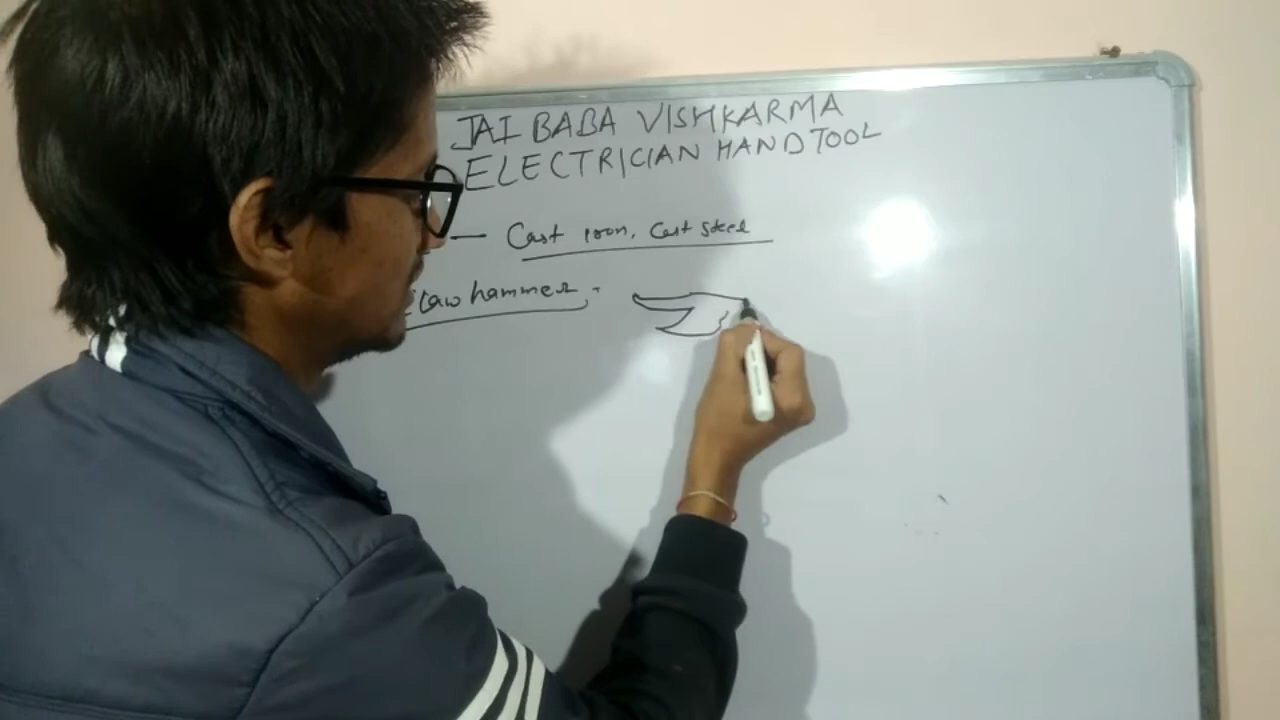 JAI BABA VISHKARMA
ELECTRICIAN HAND TOOL
— Cast iron, Cast steel
Claw hammer